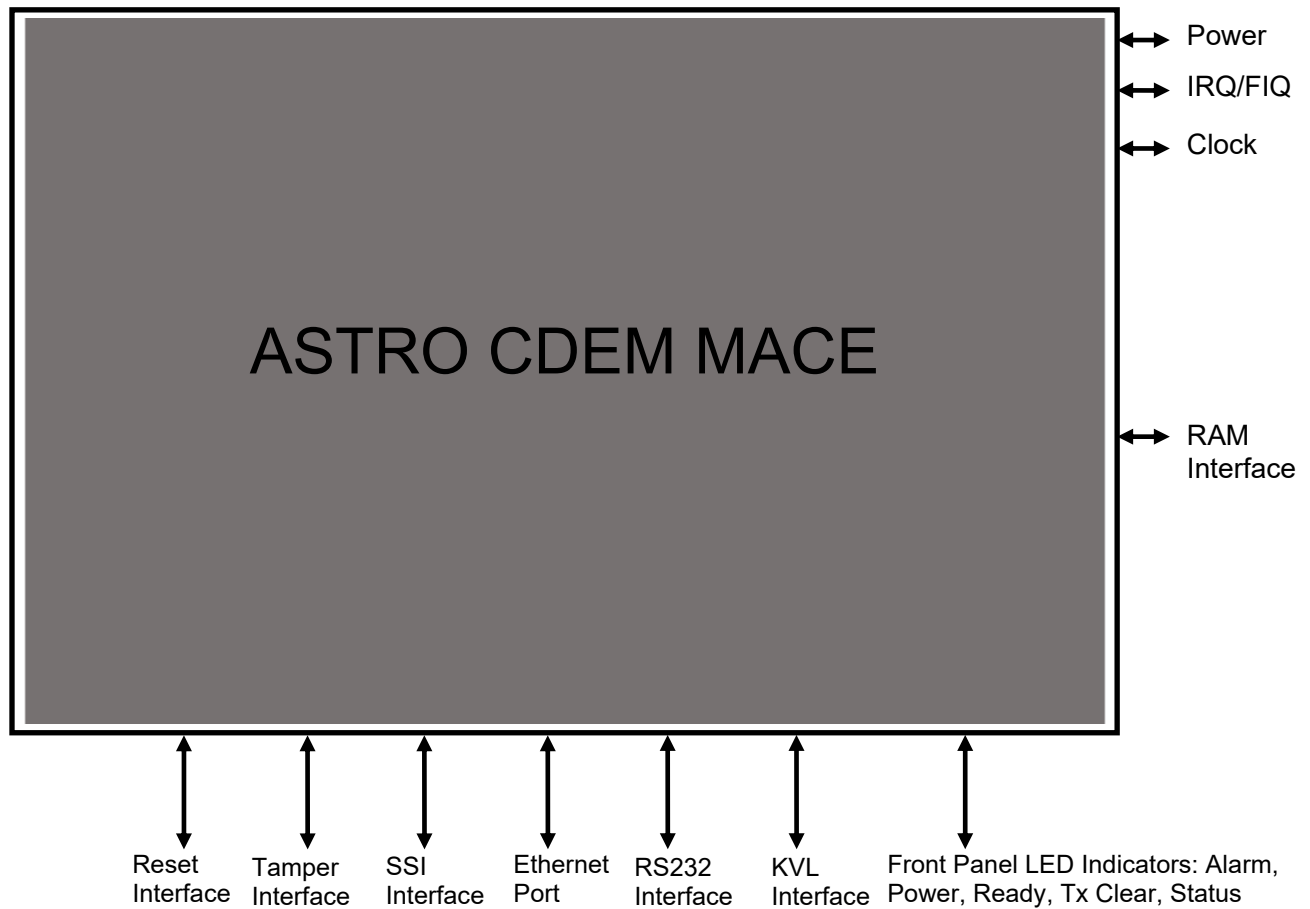 Power
IRQ/FIQ
Clock
ASTRO CDEM MACE
RAM
Interface
Reset
Interface
Tamper
Interface
SSI
Interface
Ethernet
Port
RS232
Interface
KVL
Interface
Front Panel LED Indicators: Alarm,
Power, Ready, Tx Clear, Status